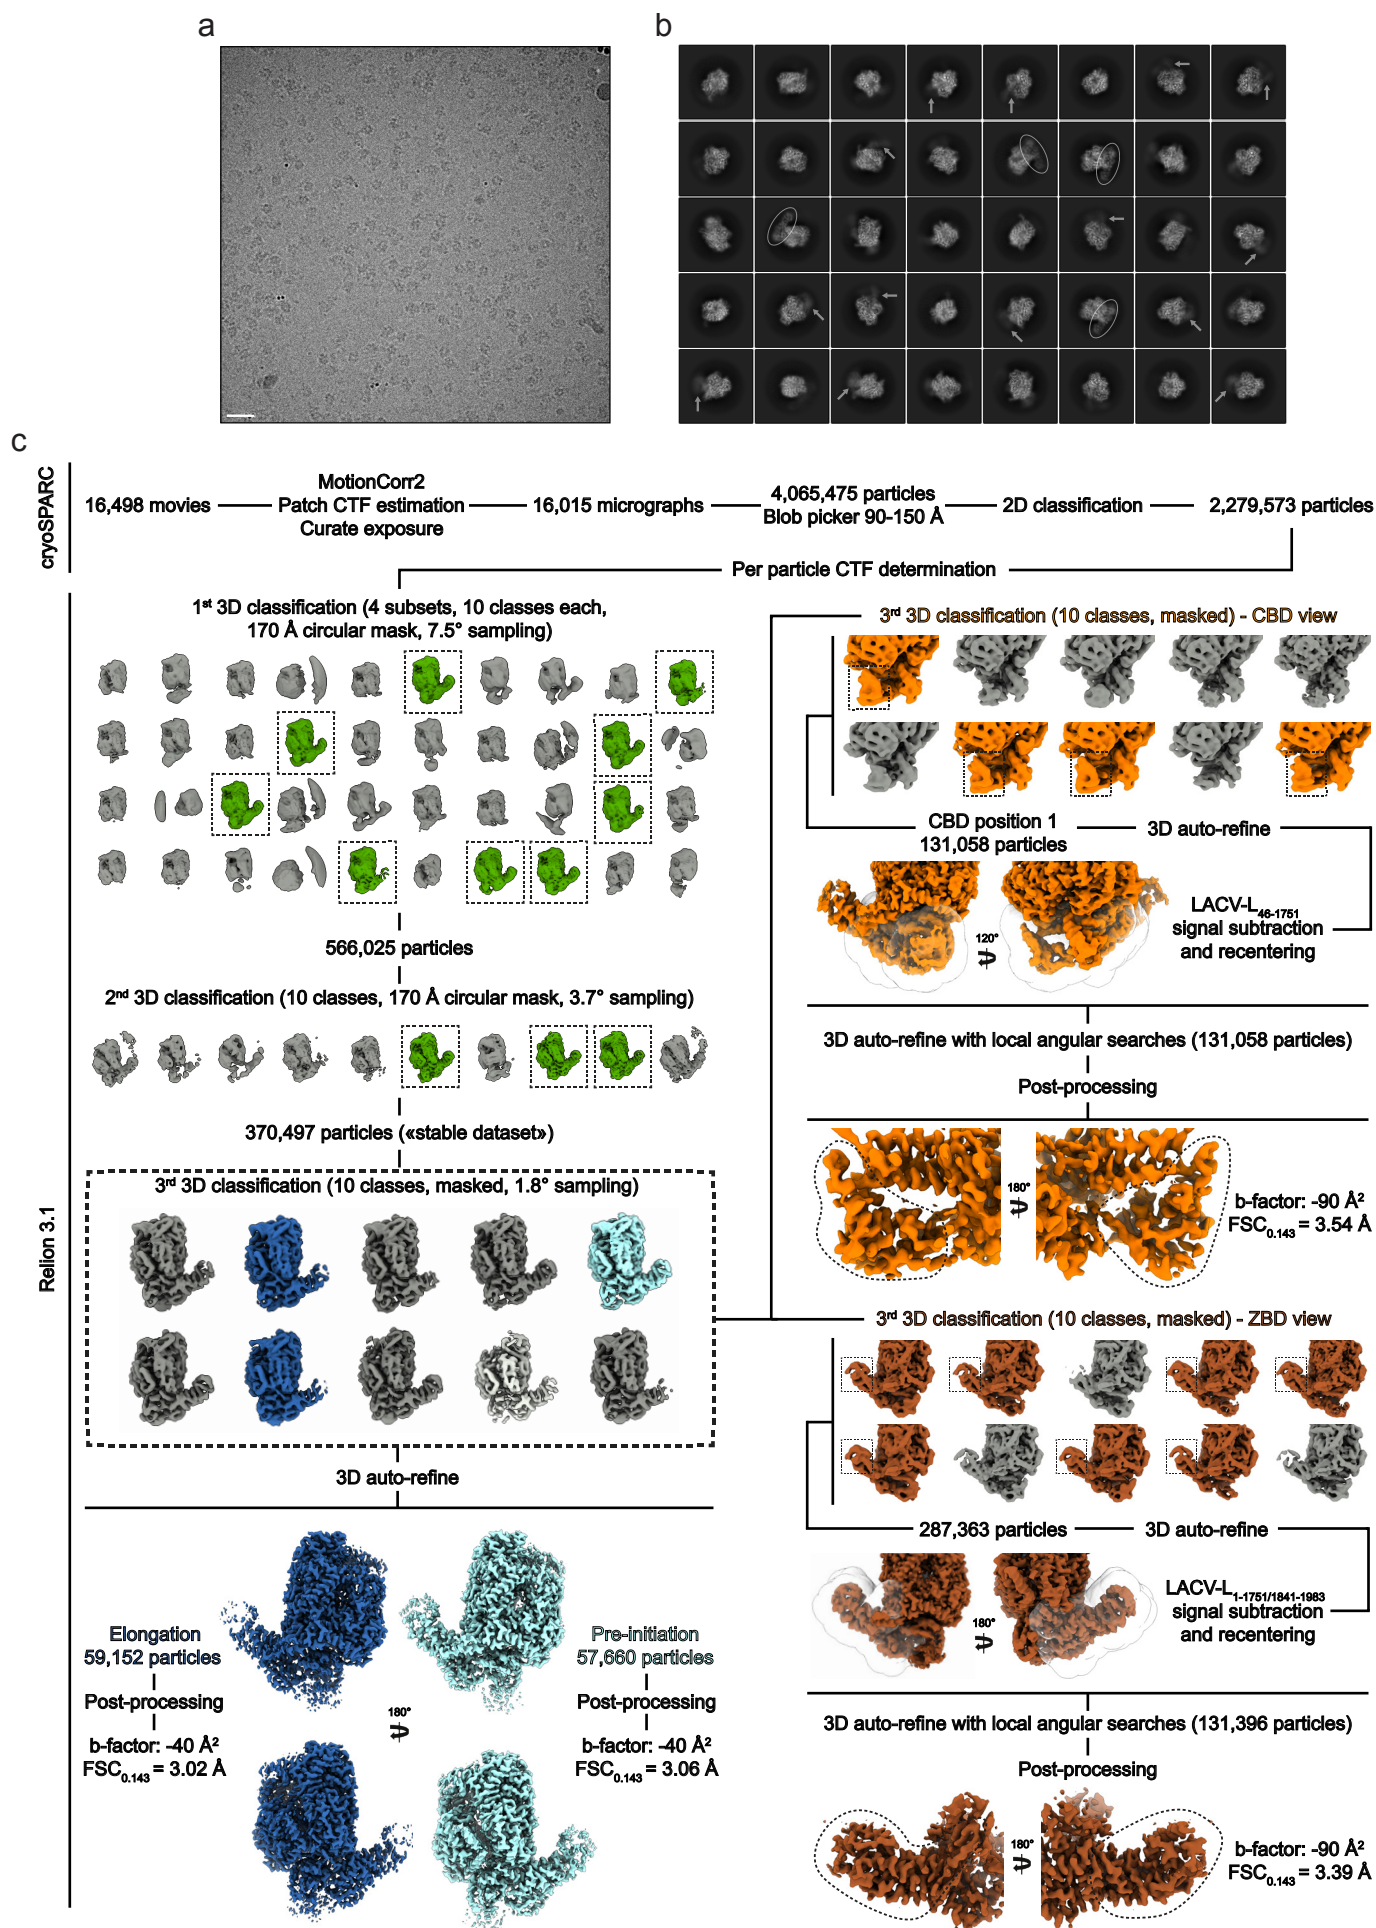 a
b
c
cryoSPARC
16,498 movies
MotionCorr2
Patch CTF estimation
Curate exposure
16,015 micrographs
4,065,475 particles
Blob picker 90-150 Å
2D classification
2,279,573 particles
Per particle CTF determination
Relion 3.1
1st 3D classification (4 subsets, 10 classes each,
170 Å circular mask, 7.5° sampling)
566,025 particles
2nd 3D classification (10 classes, 170 Å circular mask, 3.7° sampling)
370,497 particles («stable dataset»)
3rd 3D classification (10 classes, masked, 1.8° sampling)
3D auto-refine
Elongation
59,152 particles
Post-processing
b-factor: -40 Å²
FSC0.143 = 3.02 Å
180°
Pre-initiation
57,660 particles
Post-processing
b-factor: -40 Å²
FSC0.143 = 3.06 Å
3rd 3D classification (10 classes, masked) - CBD view
CBD position 1
131,058 particles
3D auto-refine
120°
LACV-L46-1751
signal subtraction
and recentering
3D auto-refine with local angular searches (131,058 particles)
Post-processing
180°
b-factor: -90 Å²
FSC0.143 = 3.54 Å
3rd 3D classification (10 classes, masked) - ZBD view
287,363 particles
3D auto-refine
180°
LACV-L1-1751/1841-1983
signal subtraction
and recentering
3D auto-refine with local angular searches (131,396 particles)
Post-processing
180°
b-factor: -90 Å²
FSC0.143 = 3.39 Å